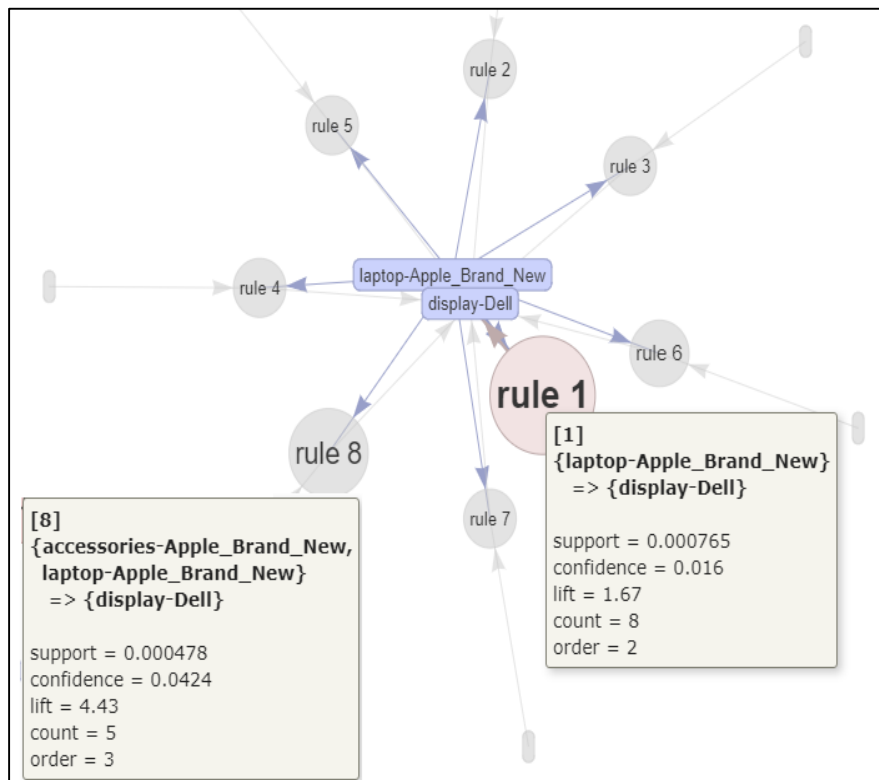 rule 2
rule 5
rule 3
laptop-Apple_Brand_New
rule 4
display-Dell
rule 6
rule 1
rule 8
[1]
{laptop-Apple_Brand_New}
=> {display-Dell}
support = 0.000765
confidence = 0.016
lift = 1.67
count = 8
order = 2
rule 7
[8]
{accessories-Apple_Brand_New,
laptop-Apple_Brand_New}
=> {display-Dell}
support = 0.000478
confidence = 0.0424
lift = 4.43
count = 5
order = 3